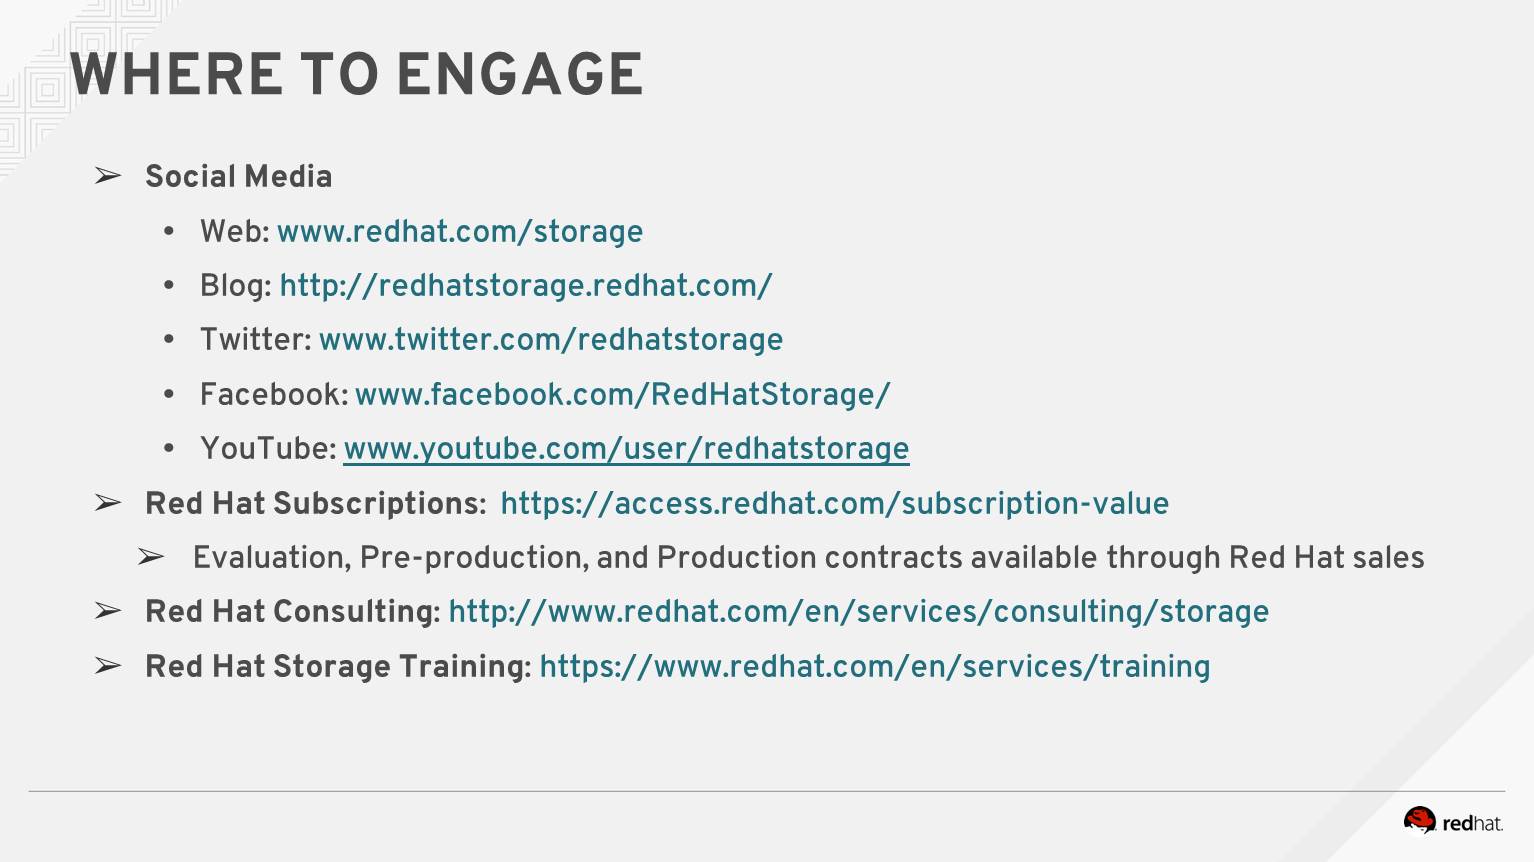 WHERE TO ENGAGE
➢ Social Media
• Web: www.redhat.com/storage
• Blog: http://redhatstorage.redhat.com/
• Twitter: www.twitter.com/redhatstorage
• Facebook: www.facebook.com/RedHatStorage/
• YouTube: www.youtube.com/user/redhatstorage
➢ Red Hat Subscriptions: https://access.redhat.com/subscription-value
➢ Evaluation, Pre-production, and Production contracts available through Red Hat sales
➢ Red Hat Consulting: http://www.redhat.com/en/services/consulting/storage
➢ Red Hat Storage Training: https://www.redhat.com/en/services/training
redhat.